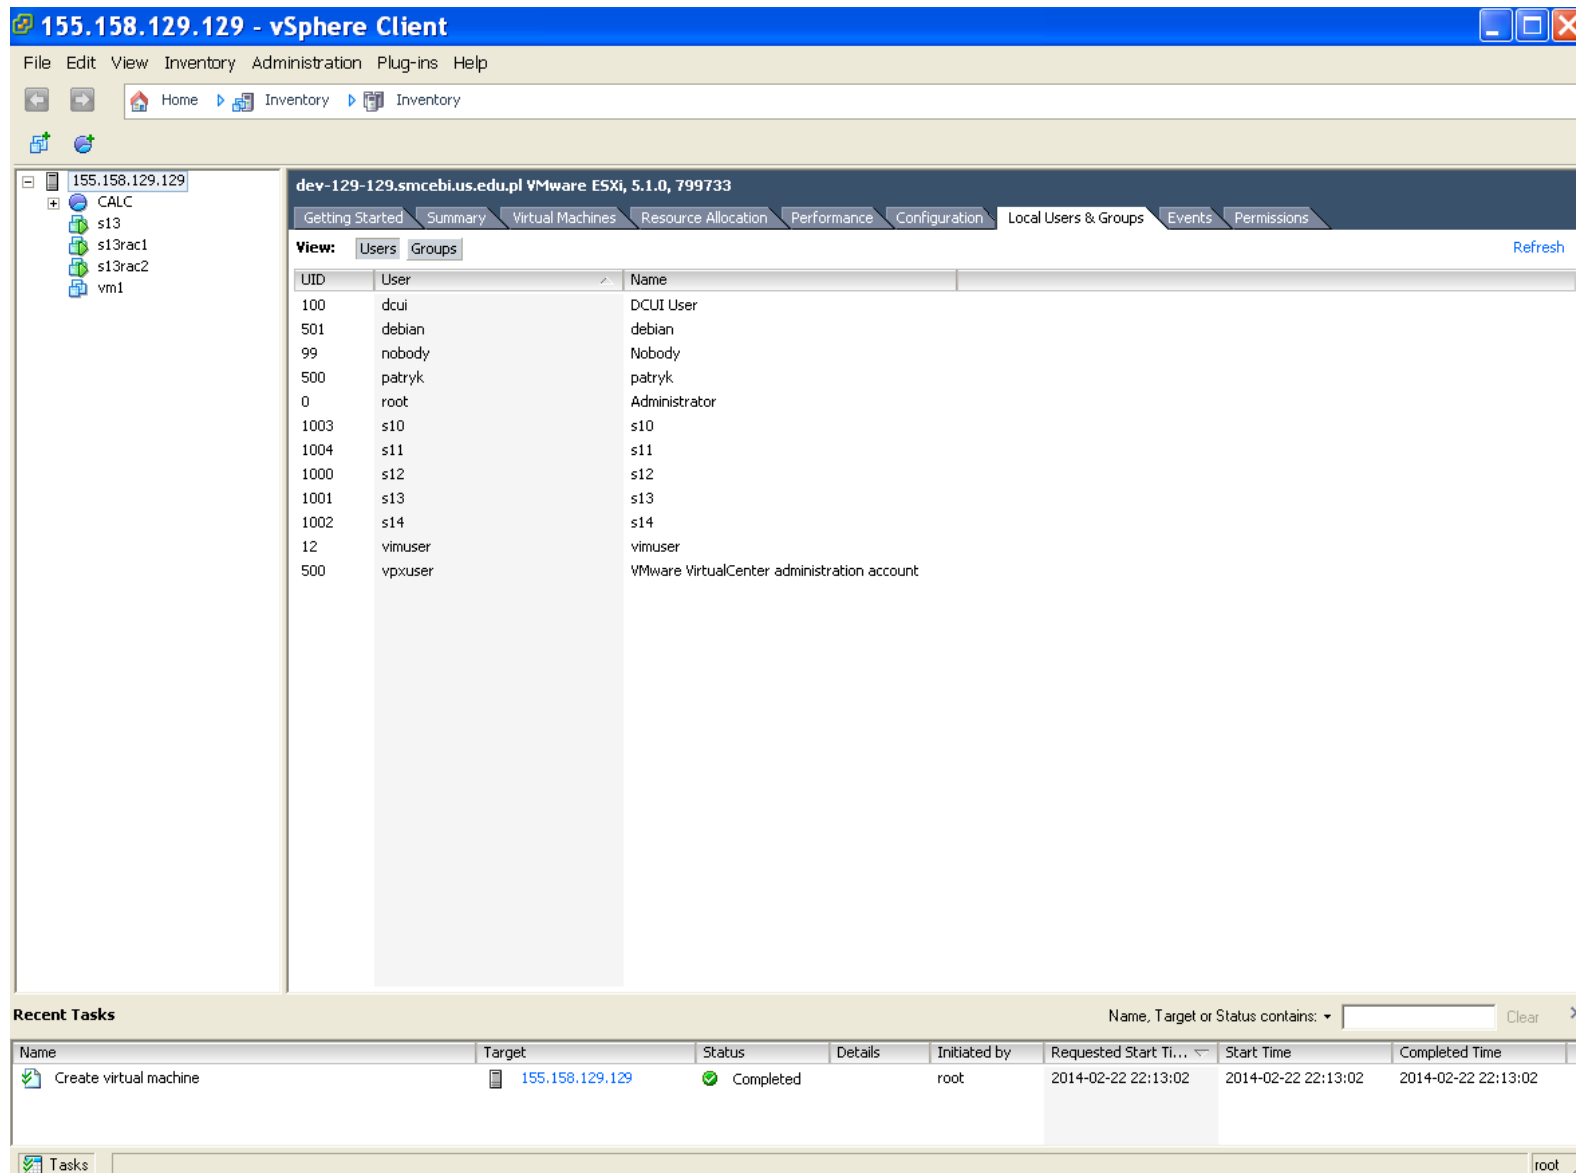 155.158.129.129 - vSphere Client
File Edit View Inventory Administration Plug-ins Help
Home Inventory Inventory
155.158.129.129
CALC
s13
s13rac1
s13rac2
vm1
dev-129-129.smcebi.us.edu.pl VMware ESXi, 5.1.0, 799733
Getting Started Summary Virtual Machines Resource Allocation Performance Configuration Local Users & Groups Events Permissions
View: Users Groups Refresh
UID User Name
100 dcui DCUI User
501 debian debian
99 nobody Nobody
500 patryk patryk
0 root Administrator
1003 s10 s10
1004 s11 s11
1000 s12 s12
1001 s13 s13
1002 s14 s14
12 vimuser vimuser
500 vpxuser VMware VirtualCenter administration account
Recent Tasks Name, Target or Status contains: Clear
Name Target Status Details Initiated by Requested Start Ti... Start Time Completed Time
Create virtual machine 155.158.129.129 Completed root 2014-02-22 22:13:02 2014-02-22 22:13:02 2014-02-22 22:13:02
Tasks root